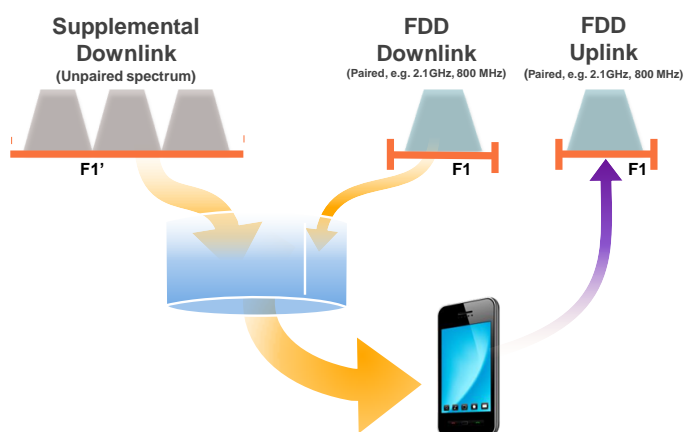 Supplemental
Downlink
(Unpaired spectrum)
FDD
Downlink
(Paired, e.g. 2.1GHz, 800 MHz)
FDD
Uplink
(Paired, e.g. 2.1GHz, 800 MHz)
F1'
F1
F1